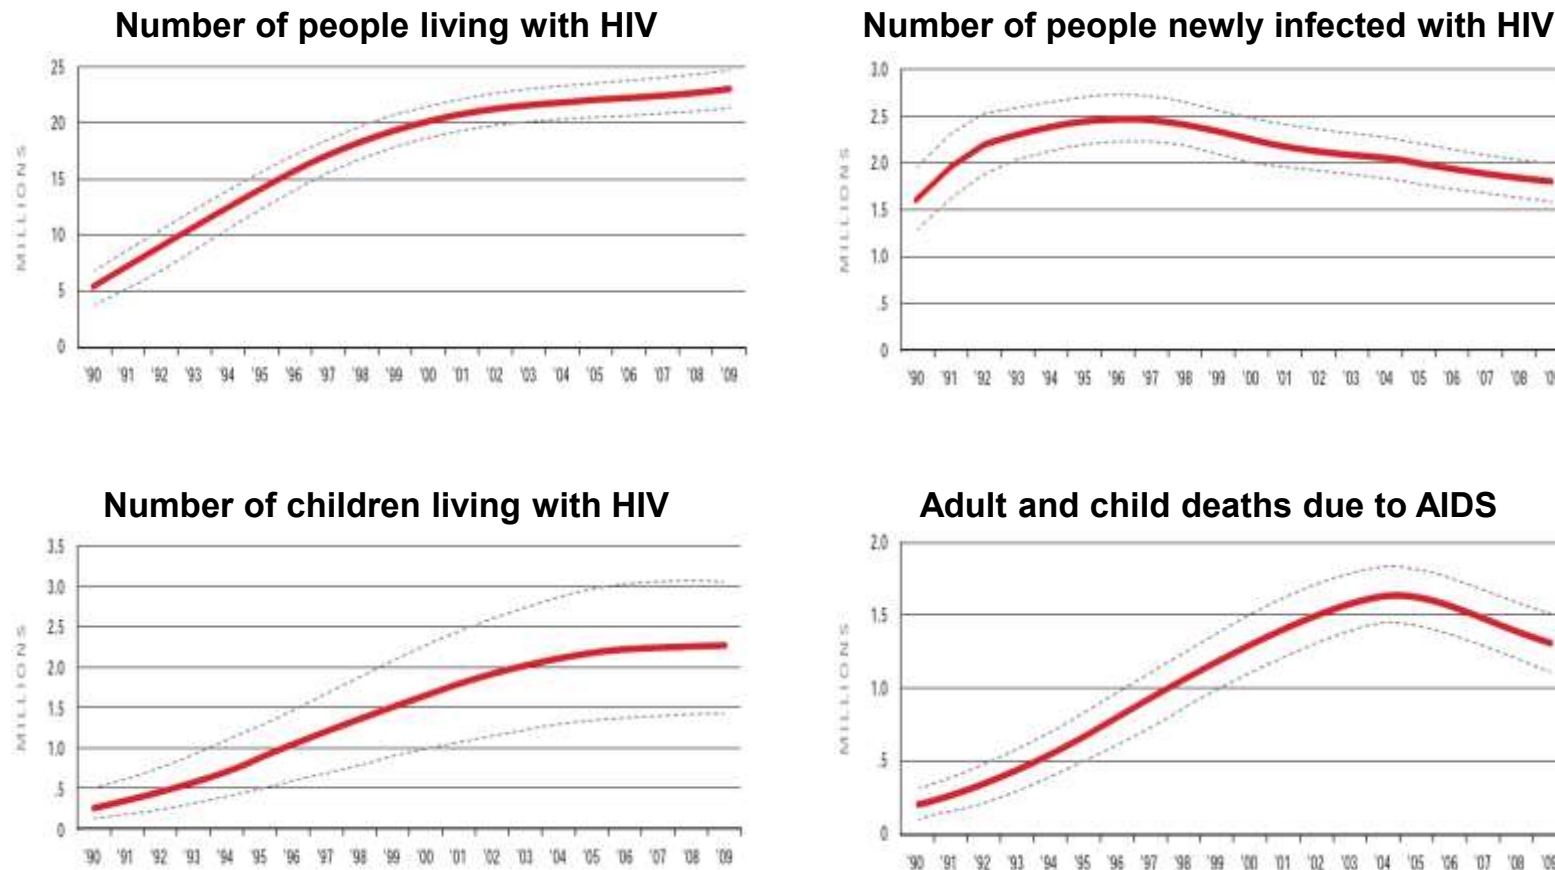 Number of people living with HIV
25
20
15
10
5
0
MILLIONS
'90 '91 '92 '93 '94 '95 '96 '97 '98 '99 '00 '01 '02 '03 '04 '05 '06 '07 '08 '09
Number of people newly infected with HIV
3.0
2.5
2.0
1.5
1.0
.5
0
MILLIONS
'90 '91 '92 '93 '94 '95 '96 '97 '98 '99 '00 '01 '02 '03 '04 '05 '06 '07 '08
Number of children living with HIV
3.5
3.0
2.5
2.0
1.5
1.0
.5
0
MILLIONS
'90 '91 '92 '93 '94 '95 '96 '97 '98 '99 '00 '01 '02 '03 '04 '05 '06 '07 '08 '09
Adult and child deaths due to AIDS
2.0
1.5
1.0
.5
0
MILLIONS
'90 '91 '92 '93 '94 '95 '96 '97 '98 '99 '00 '01 '02 '03 '04 '05 '06 '07 '08 '09